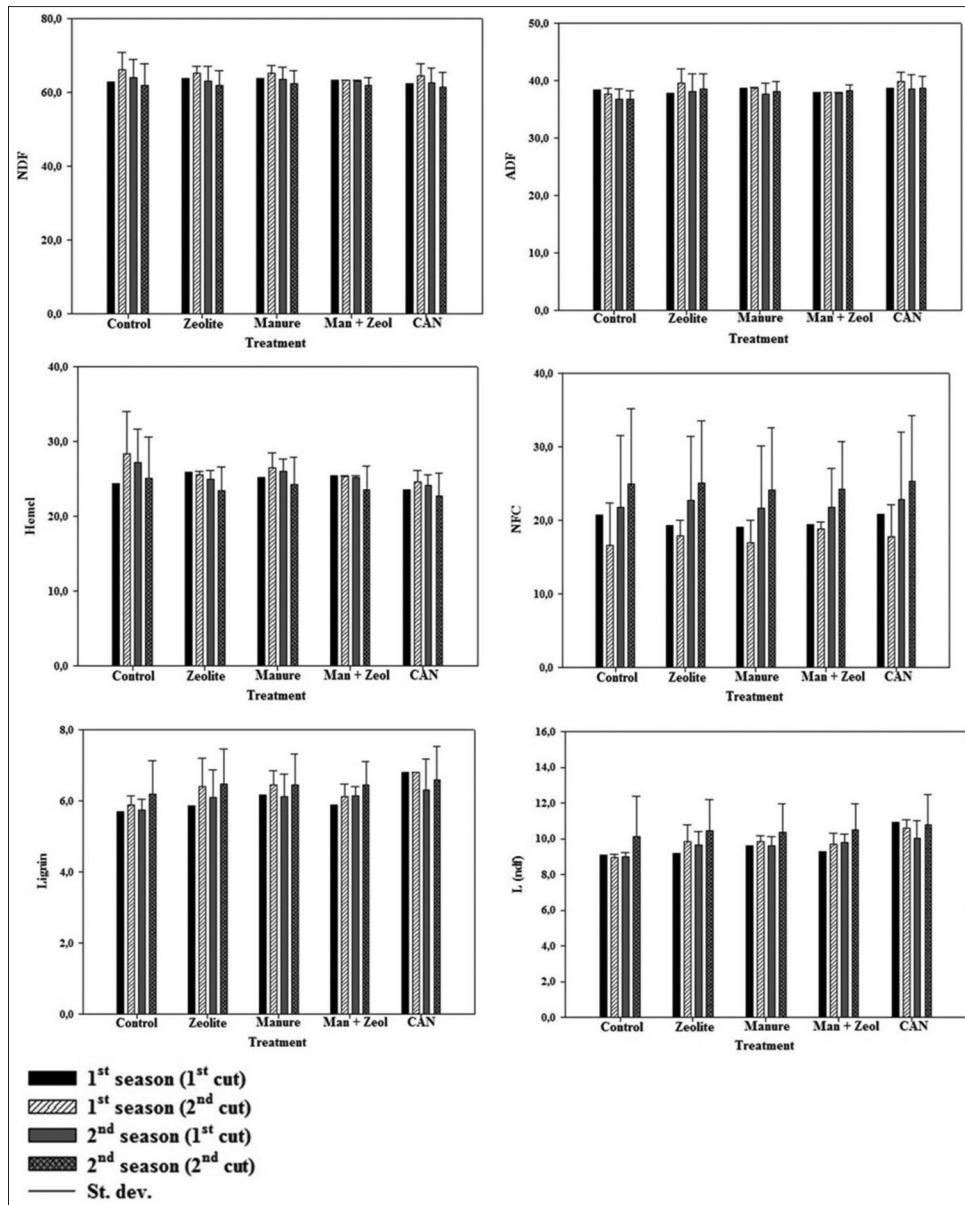 80,0
60,0
40,0
20,0
0,0
NDF
Control Zeolite Manure Man + Zeol CAN
Treatment
50,0
40,0
30,0
20,0
10,0
0,0
ADF
Control Zeolite Manure Man + Zeol CAN
Treatment
40,0
30,0
20,0
10,0
0,0
Hemcl
Control Zeolite Manure Man + Zeol CAN
Treatment
40,0
30,0
20,0
10,0
0,0
NFC
Control Zeolite Manure Man + Zeol CAN
Treatment
8,0
6,0
4,0
2,0
0,0
Lignin
Control Zeolite Manure Man + Zeol CAN
Treatment
16,0
14,0
12,0
10,0
8,0
6,0
4,0
2,0
0,0
L (ndf)
Control Zeolite Manure Man + Zeol CAN
Treatment
1st season (1st cut)
1st season (2nd cut)
2nd season (1st cut)
2nd season (2nd cut)
St. dev.